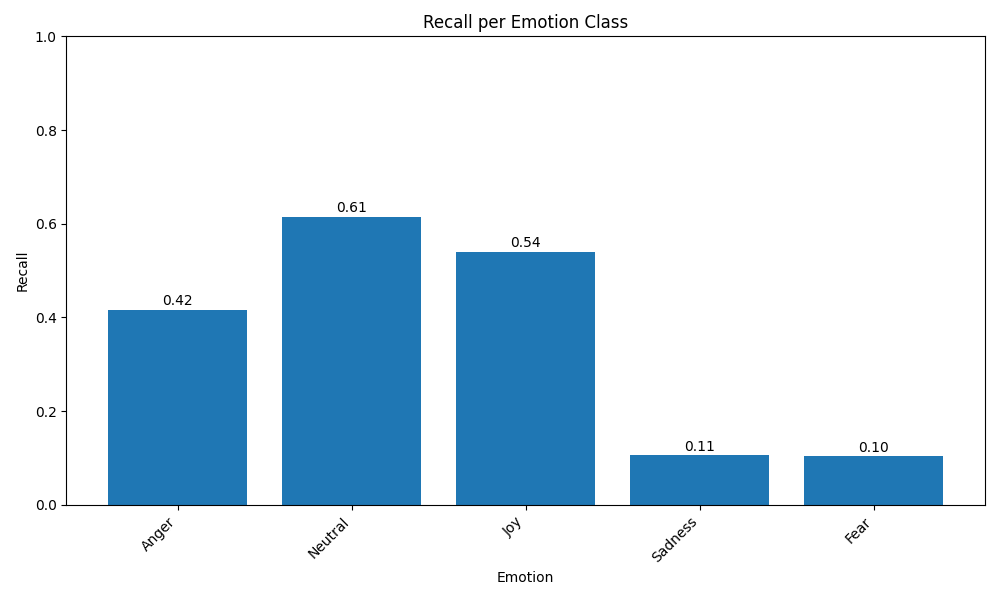 Recall per Emotion Class
1.0
0.8
0.6
0.4
0.2
0.0
Recall
0.42
0.61
0.54
0.11
0.10
Anger
Neutral
Joy
Sadness
Fear
Emotion